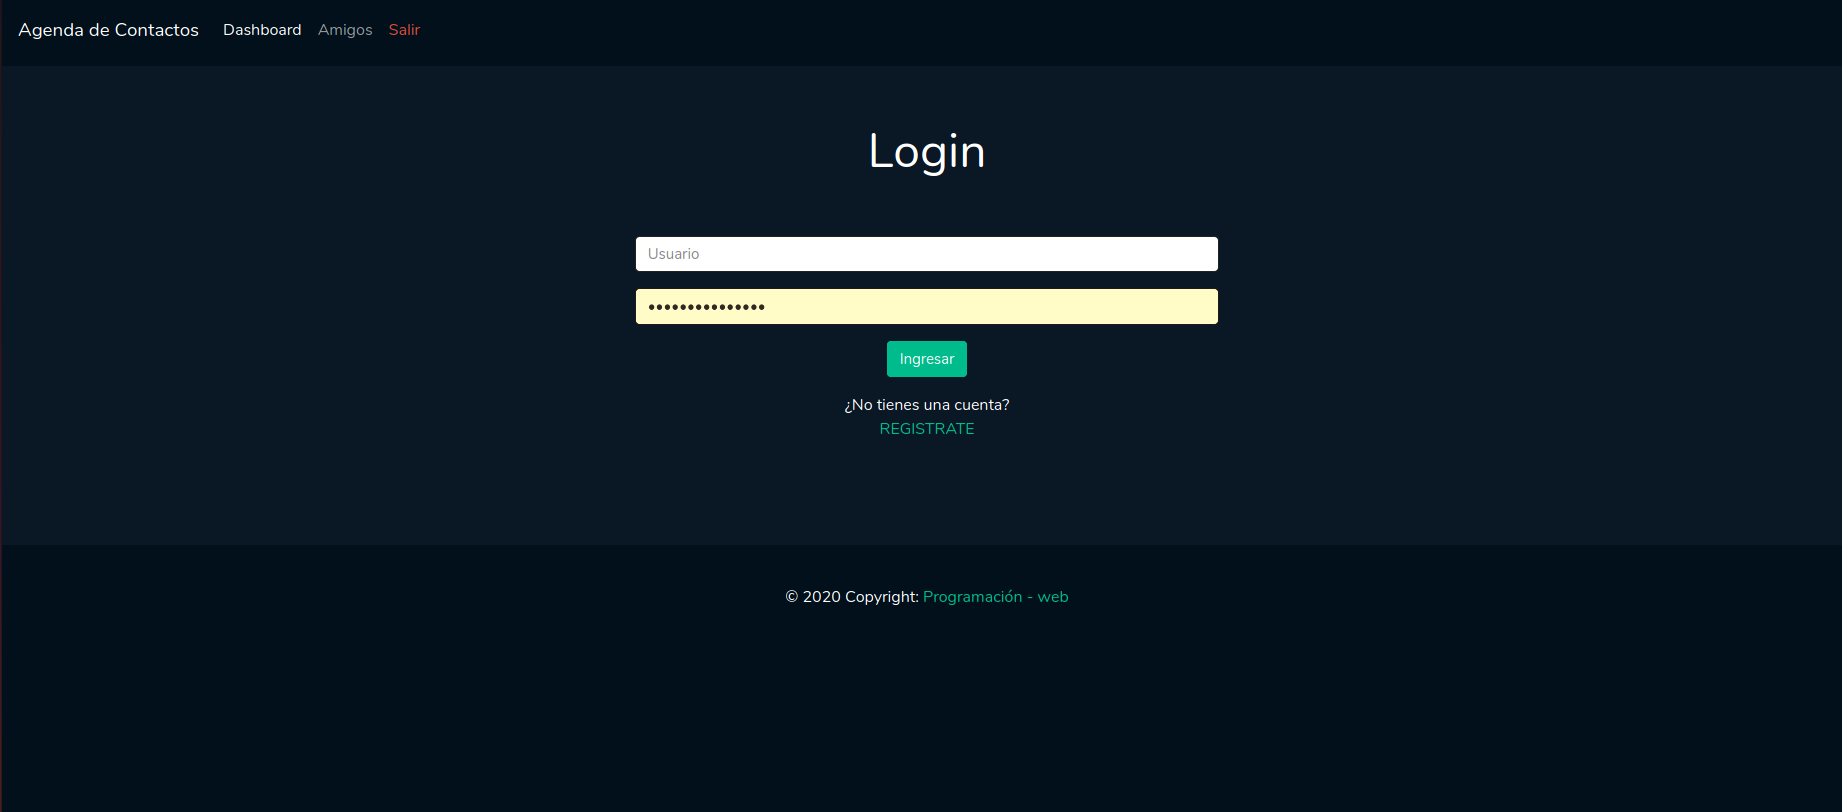 Agenda de Contactos Dashboard Amigos Salir
Login
Usuario
•••••••••••••••
Ingresar
¿No tienes una cuenta?
REGISTRATE
© 2020 Copyright: Programación - web